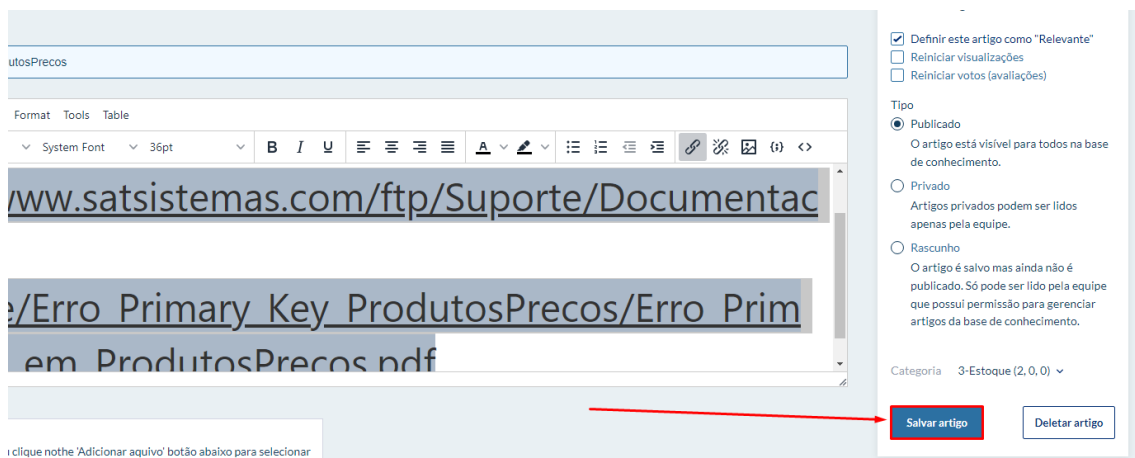 utosPrecos
Format Tools Table
System Font 36pt B I U A
www.satsistemas.com/ftp/Suporte/Documentac
e/Erro_Primary_Key_ProdutosPrecos/Erro_Prim
_em_ProdutosPrecos.pdf
clique nothe 'Adicionar aquivo' botão abaixo para selecionar
Definir este artigo como "Relevante"
Reiniciar visualizações
Reiniciar votos (avaliações)
Tipo
Publicado
O artigo está visível para todos na base
de conhecimento.
Privado
Artigos privados podem ser lidos
apenas pela equipe.
Rascunho
O artigo é salvo mas ainda não é
publicado. Só pode ser lido pela equipe
que possui permissão para gerenciar
artigos da base de conhecimento.
Categoria 3-Estoque (2, 0, 0)
Salvar artigo Deletar artigo